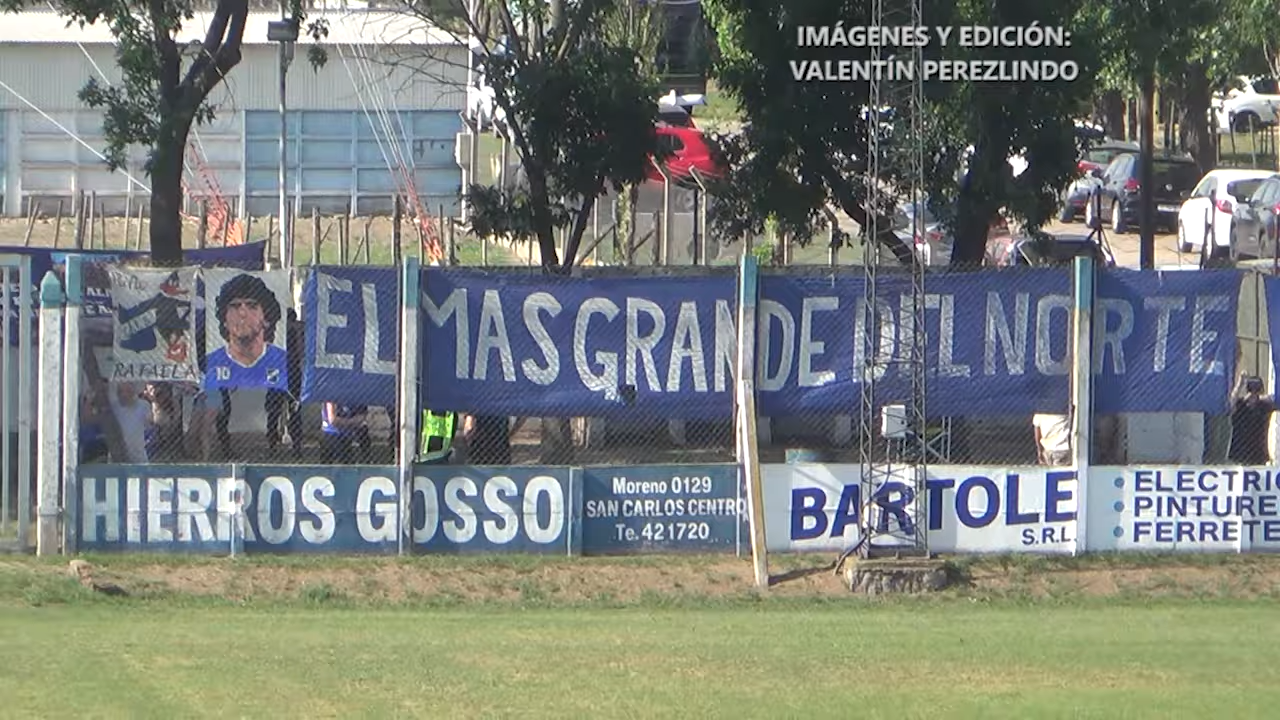 IMÁGENES Y EDICIÓN:
VALENTÍN PEREZLINDO
EL MAS GRANDE DEL NORTE
RAFAELA
10
HIERROS GOSSO
Moreno 0129
SAN CARLOS CENTRO
Te. 421720
BARTOLE
S.R.L.
ELECTRIC
PINTURE
FERRETE